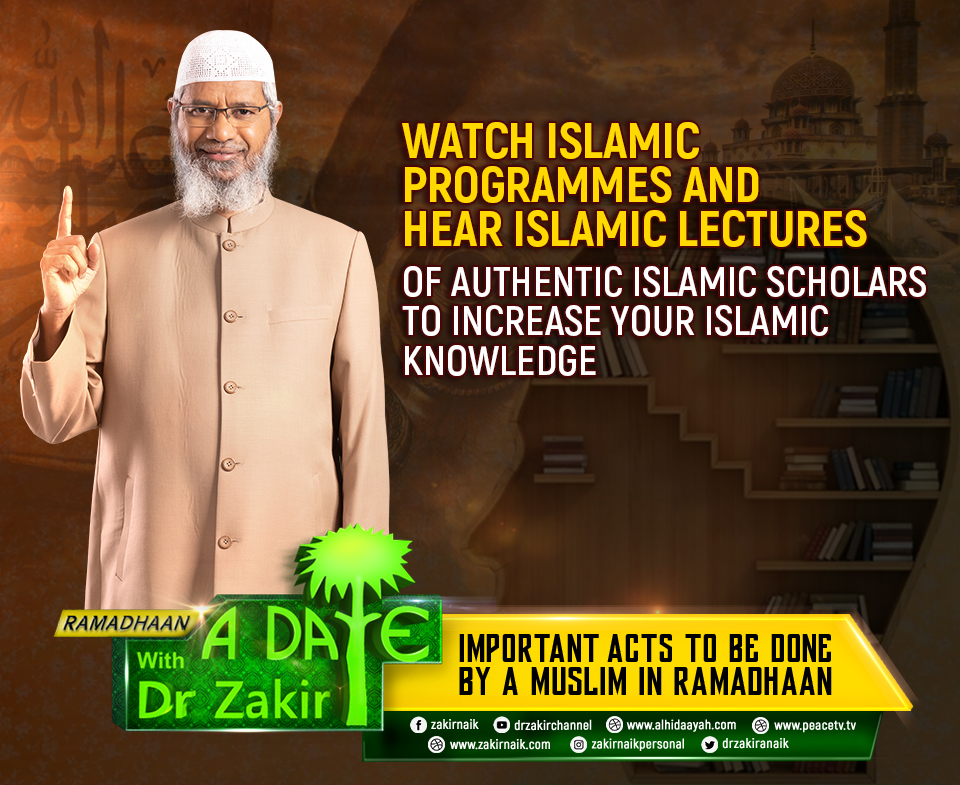 WATCH ISLAMIC
PROGRAMMES AND
HEAR ISLAMIC LECTURES
OF AUTHENTIC ISLAMIC SCHOLARS
TO INCREASE YOUR ISLAMIC
KNOWLEDGE
RAMADHAAN
A DATE
With
Dr Zakir
IMPORTANT ACTS TO BE DONE
BY A MUSLIM IN RAMADHAAN
zakirnaik drzakirchannel www.alhidaayah.com www.peacetv.tv
www.zakirnaik.com zakirnaikpersonal drzakiranaik